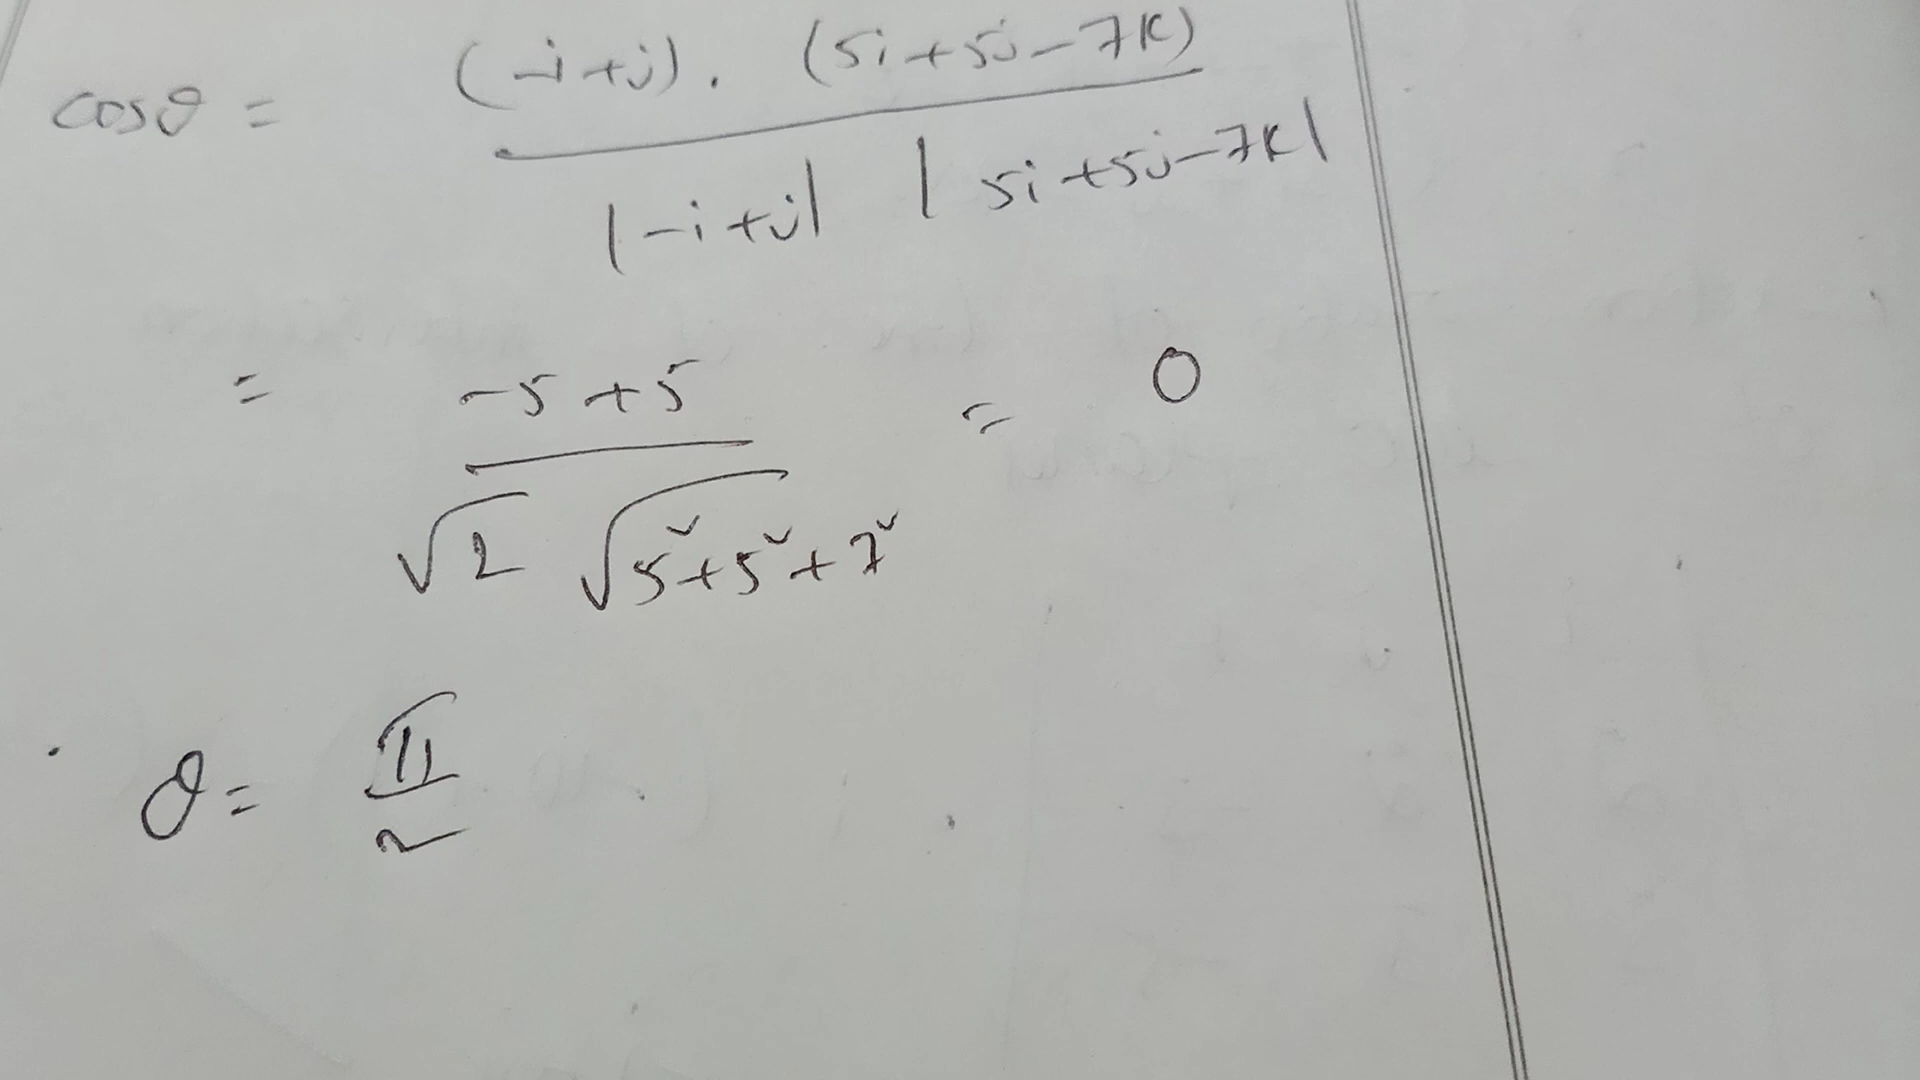 cosθ = (-i+j). (5i+5j-7k) / |-i+j| |5i+5j-7k|
= -5+5 / √2 √5²+5²+7² = 0
θ = π/2